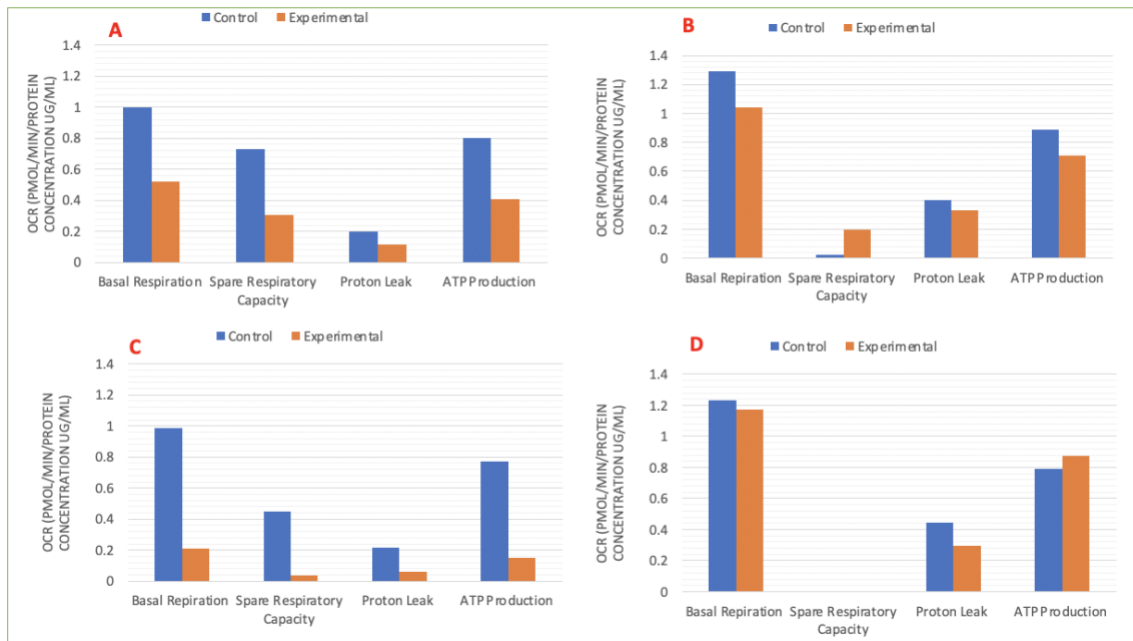 A
Control Experimental
OCR (PMOL/MIN/PROTEIN
CONCENTRATION UG/ML)
1.4
1.2
1
0.8
0.6
0.4
0.2
0
Basal Respiration Spare Respiratory Proton Leak ATP Production
Capacity
B
Control Experimental
OCR (PMOL/MIN/PROTEIN
CONCENTRATION UG/ML)
1.4
1.2
1
0.8
0.6
0.4
0.2
0
Basal Respiration Spare Respiratory Proton Leak ATP Production
Capacity
C
Control Experimental
OCR (PMOL/MIN/PROTEIN
CONCENTRATION UG/ML)
1.4
1.2
1
0.8
0.6
0.4
0.2
0
Basal Repiration Spare Respiratory Proton Leak ATP Production
Capacity
D
Control Experimental
OCR (PMOL/MIN/PROTEIN
CONCENTRATION UG/ML)
1.4
1.2
1
0.8
0.6
0.4
0.2
0
Basal Repiration Spare Respiratory Proton Leak ATP Production
Capacity